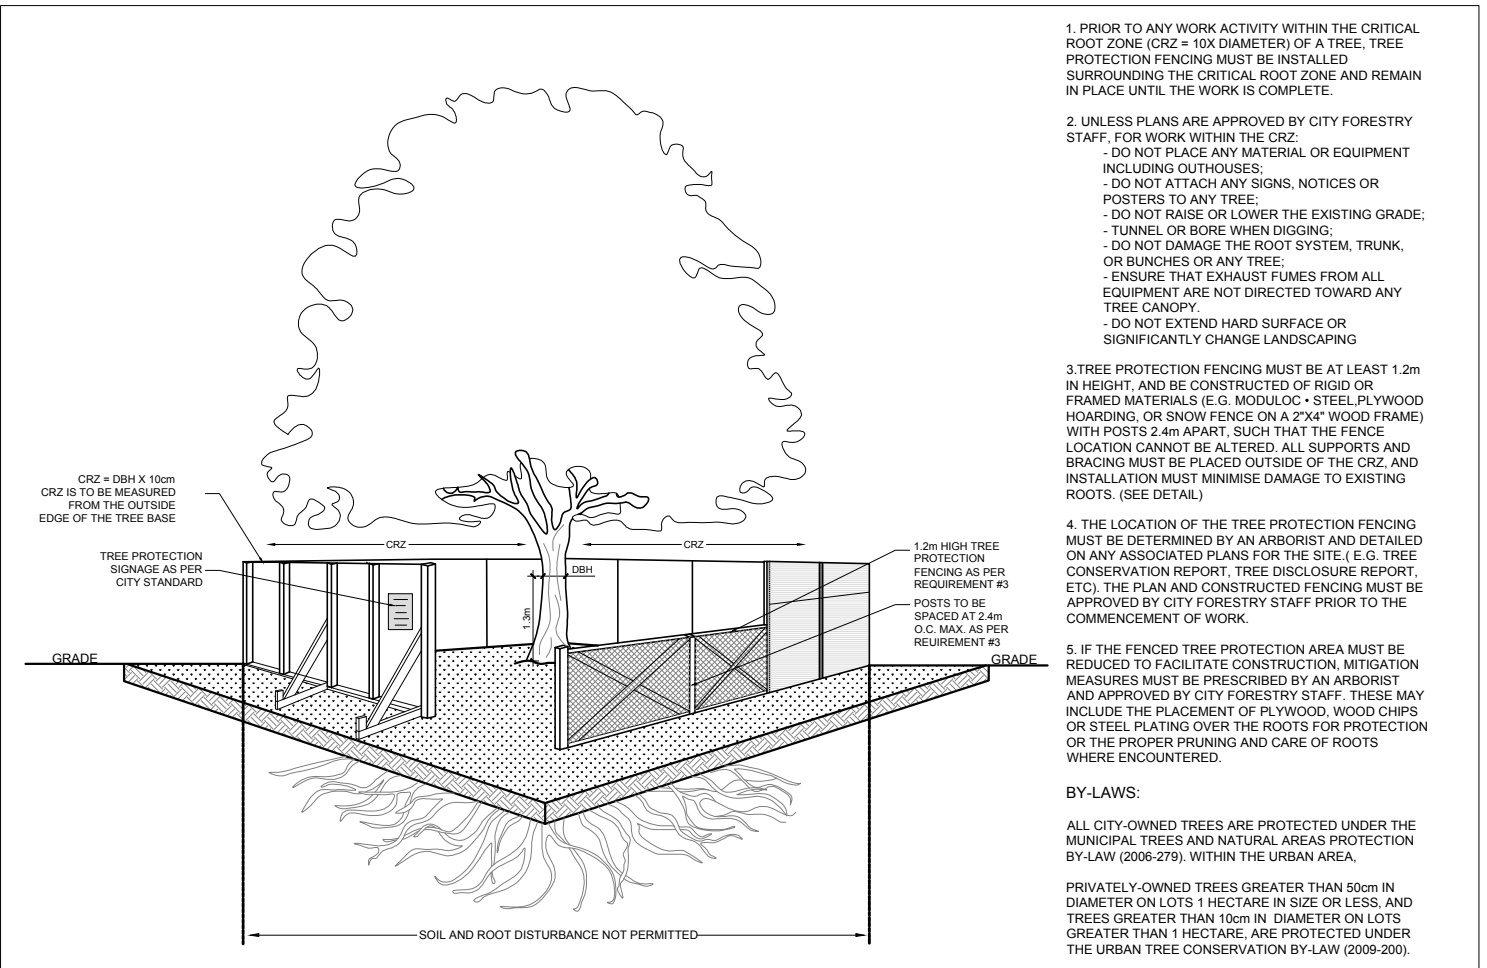 1. PRIOR TO ANY WORK ACTIVITY WITHIN THE CRITICAL
ROOT ZONE (CRZ = 10X DIAMETER) OF A TREE, TREE
PROTECTION FENCING MUST BE INSTALLED
SURROUNDING THE CRITICAL ROOT ZONE AND REMAIN
IN PLACE UNTIL THE WORK IS COMPLETE.
2. UNLESS PLANS ARE APPROVED BY CITY FORESTRY
STAFF, FOR WORK WITHIN THE CRZ:
- DO NOT PLACE ANY MATERIAL OR EQUIPMENT
INCLUDING OUTHOUSES;
- DO NOT ATTACH ANY SIGNS, NOTICES OR
POSTERS TO ANY TREE;
- DO NOT RAISE OR LOWER THE EXISTING GRADE;
- TUNNEL OR BORE WHEN DIGGING;
- DO NOT DAMAGE THE ROOT SYSTEM, TRUNK,
OR BUNCHES OR ANY TREE;
- ENSURE THAT EXHAUST FUMES FROM ALL
EQUIPMENT ARE NOT DIRECTED TOWARD ANY
TREE CANOPY.
- DO NOT EXTEND HARD SURFACE OR
SIGNIFICANTLY CHANGE LANDSCAPING
3.TREE PROTECTION FENCING MUST BE AT LEAST 1.2m
IN HEIGHT, AND BE CONSTRUCTED OF RIGID OR
FRAMED MATERIALS (E.G. MODULOC • STEEL,PLYWOOD
HOARDING, OR SNOW FENCE ON A 2"X4" WOOD FRAME)
WITH POSTS 2.4m APART, SUCH THAT THE FENCE
LOCATION CANNOT BE ALTERED. ALL SUPPORTS AND
BRACING MUST BE PLACED OUTSIDE OF THE CRZ, AND
INSTALLATION MUST MINIMISE DAMAGE TO EXISTING
ROOTS. (SEE DETAIL)
4. THE LOCATION OF THE TREE PROTECTION FENCING
MUST BE DETERMINED BY AN ARBORIST AND DETAILED
ON ANY ASSOCIATED PLANS FOR THE SITE.( E.G. TREE
CONSERVATION REPORT, TREE DISCLOSURE REPORT,
ETC). THE PLAN AND CONSTRUCTED FENCING MUST BE
APPROVED BY CITY FORESTRY STAFF PRIOR TO THE
COMMENCEMENT OF WORK.
5. IF THE FENCED TREE PROTECTION AREA MUST BE
REDUCED TO FACILITATE CONSTRUCTION, MITIGATION
MEASURES MUST BE PRESCRIBED BY AN ARBORIST
AND APPROVED BY CITY FORESTRY STAFF. THESE MAY
INCLUDE THE PLACEMENT OF PLYWOOD, WOOD CHIPS
OR STEEL PLATING OVER THE ROOTS FOR PROTECTION
OR THE PROPER PRUNING AND CARE OF ROOTS
WHERE ENCOUNTERED.
BY-LAWS:
ALL CITY-OWNED TREES ARE PROTECTED UNDER THE
MUNICIPAL TREES AND NATURAL AREAS PROTECTION
BY-LAW (2006-279). WITHIN THE URBAN AREA,
PRIVATELY-OWNED TREES GREATER THAN 50cm IN
DIAMETER ON LOTS 1 HECTARE IN SIZE OR LESS, AND
TREES GREATER THAN 10cm IN DIAMETER ON LOTS
GREATER THAN 1 HECTARE, ARE PROTECTED UNDER
THE URBAN TREE CONSERVATION BY-LAW (2009-200).
CRZ = DBH X 10cm
CRZ IS TO BE MEASURED
FROM THE OUTSIDE
EDGE OF THE TREE BASE
TREE PROTECTION
SIGNAGE AS PER
CITY STANDARD
CRZ
CRZ
DBH
1.3m
1.2m HIGH TREE
PROTECTION
FENCING AS PER
REQUIREMENT #3
POSTS TO BE
SPACED AT 2.4m
O.C. MAX. AS PER
REUIREMENT #3
GRADE
GRADE
SOIL AND ROOT DISTURBANCE NOT PERMITTED